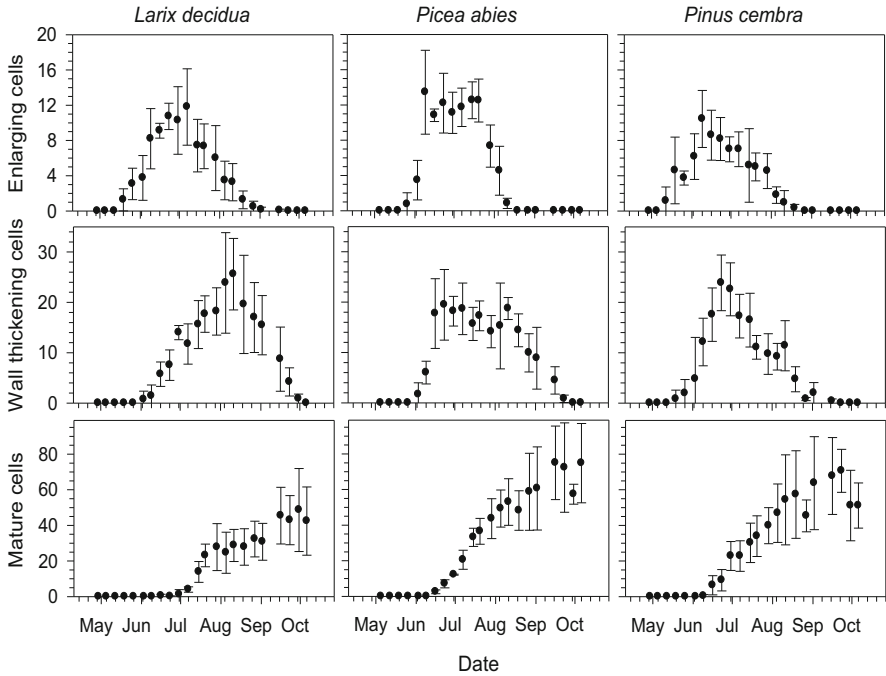 Larix decidua Picea abies Pinus cembra
Enlarging cells
20
16
12
8
4
0
Wall thickening cells
30
20
10
0
Mature cells
80
60
40
20
0
May Jun Jul Aug Sep Oct May Jun Jul Aug Sep Oct May Jun Jul Aug Sep Oct
Date